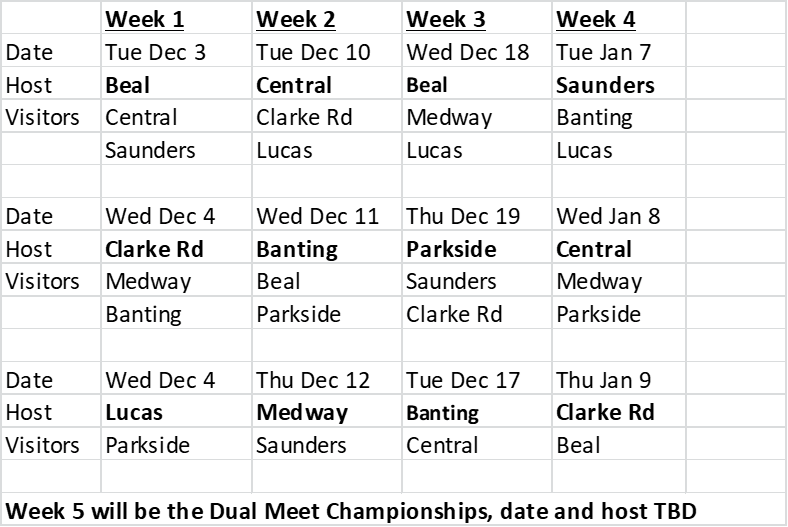 Week 1 Week 2 Week 3 Week 4
Date Tue Dec 3 Tue Dec 10 Wed Dec 18 Tue Jan 7
Host Beal Central Beal Saunders
Visitors Central Clarke Rd Medway Banting
Saunders Lucas Lucas Lucas
Date Wed Dec 4 Wed Dec 11 Thu Dec 19 Wed Jan 8
Host Clarke Rd Banting Parkside Central
Visitors Medway Beal Saunders Medway
Banting Parkside Clarke Rd Parkside
Date Wed Dec 4 Thu Dec 12 Tue Dec 17 Thu Jan 9
Host Lucas Medway Banting Clarke Rd
Visitors Parkside Saunders Central Beal
Week 5 will be the Dual Meet Championships, date and host TBD